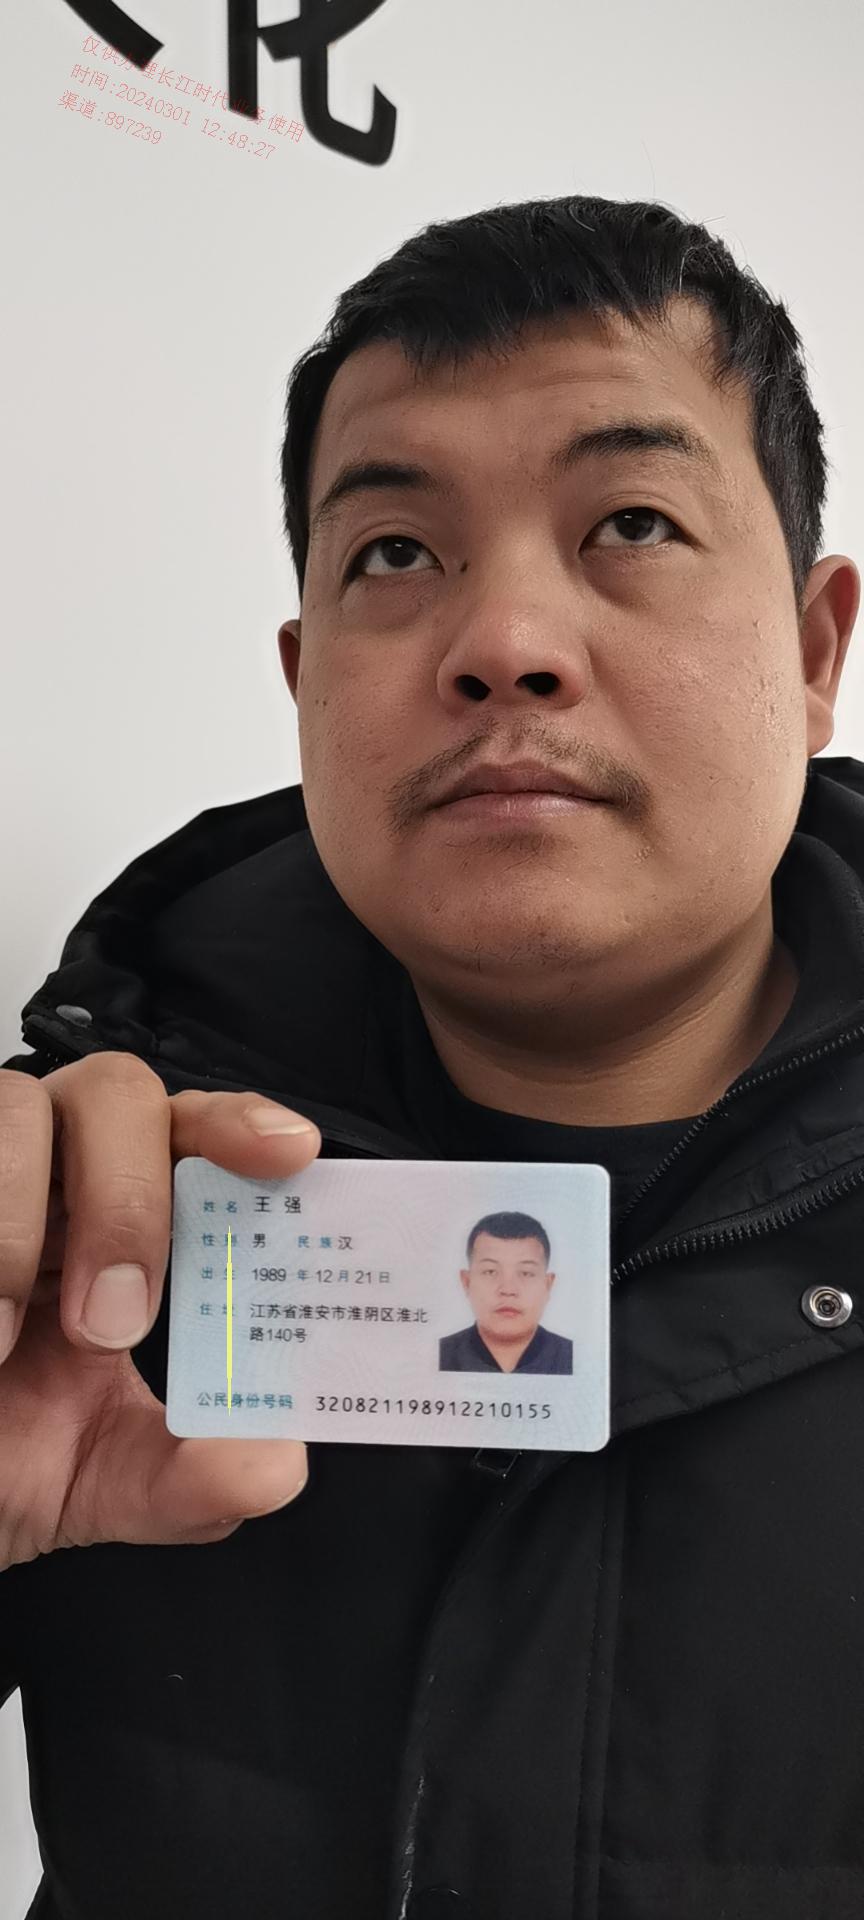 仅供办理长江时代业务使用
时间:20240301 12:48:27
渠道:897239
姓名 王强
性别 男 民族 汉
出生 1989 年 12 月 21 日
住址 江苏省淮安市淮阴区淮北
路140号
公民身份号码 320821198912210155